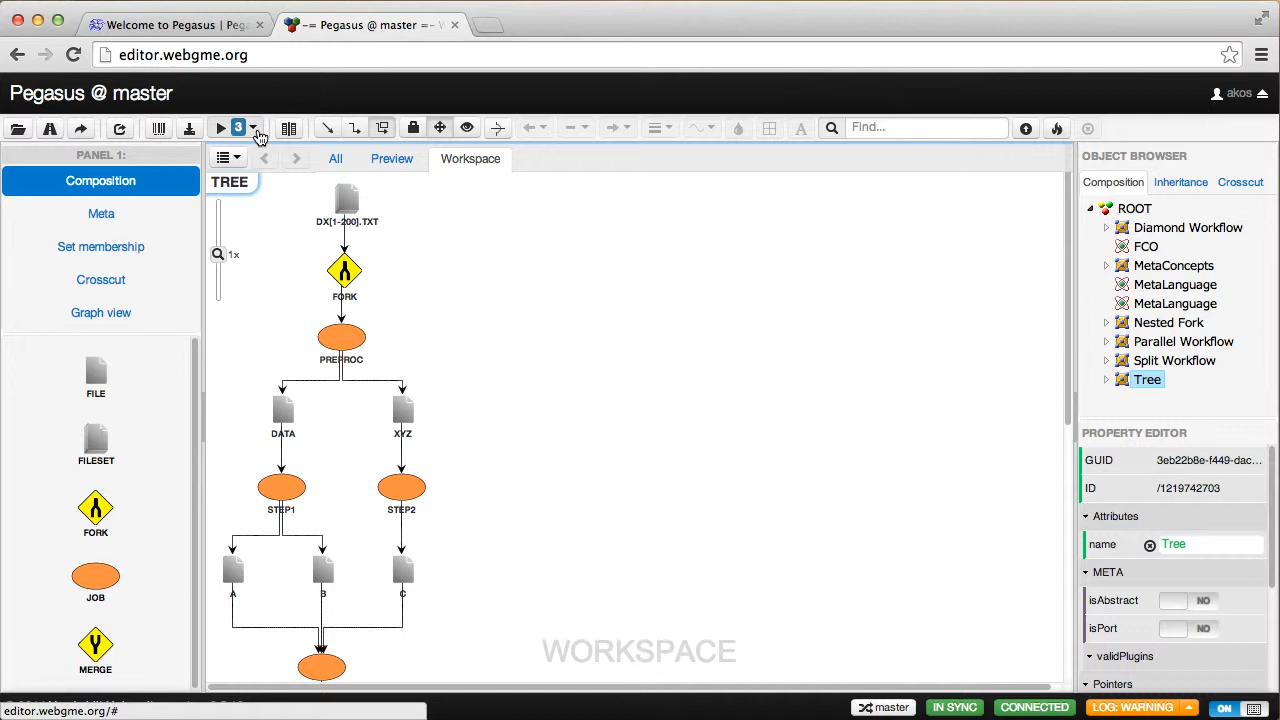 Welcome to Pegasus | Pega
-= Pegasus @ master =- W
editor.webgme.org
Pegasus @ master
akos
3
Find...
PANEL 1:
Composition
Meta
Set membership
Crosscut
Graph view
FILE
FILESET
FORK
JOB
MERGE
All
Preview
Workspace
TREE
1x
DX[1-200].TXT
FORK
PREPROC
DATA
XYZ
STEP1
STEP2
A
B
C
WORKSPACE
OBJECT BROWSER
Composition
Inheritance
Crosscut
ROOT
Diamond Workflow
FCO
MetaConcepts
MetaLanguage
MetaLanguage
Nested Fork
Parallel Workflow
Split Workflow
Tree
PROPERTY EDITOR
GUID 3eb22b8e-f449-dac...
ID /1219742703
Attributes
name Tree
META
isAbstract NO
isPort NO
validPlugins
Pointers
editor.webgme.org/#
master
IN SYNC
CONNECTED
LOG: WARNING
ON